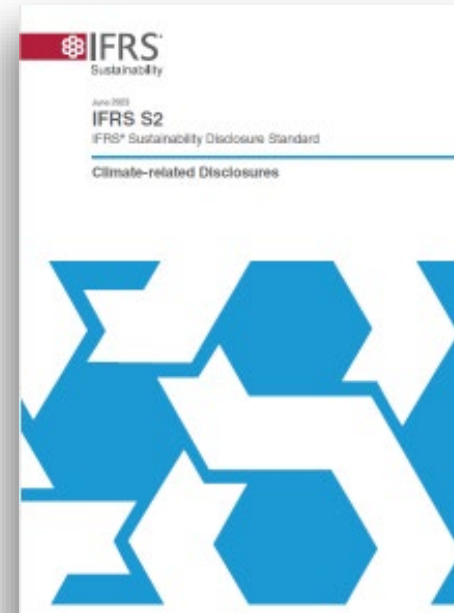 IFRS®
Sustainability
June 2023
IFRS S2
IFRS® Sustainability Disclosure Standard
Climate-related Disclosures